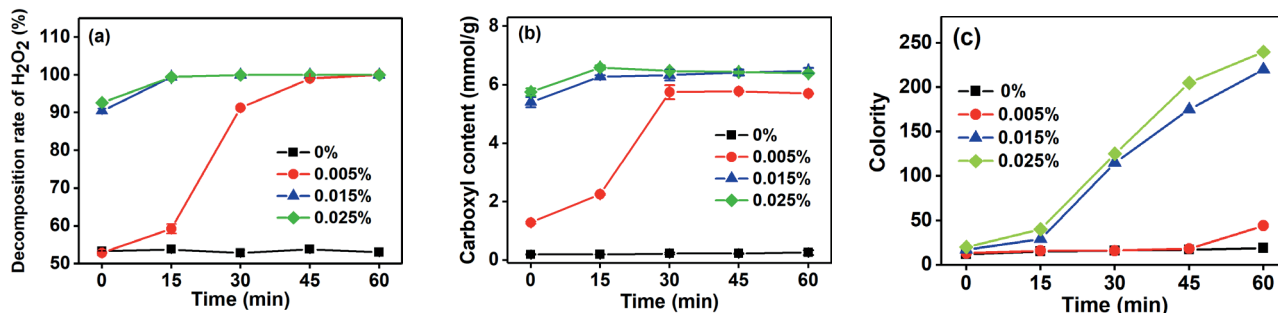 (a)
Decomposition rate of H₂O₂ (%)
110
100
90
80
70
60
50
0%
0.005%
0.015%
0.025%
0 15 30 45 60
Time (min)
(b)
Carboxyl content (mmol/g)
8
6
4
2
0
0%
0.005%
0.015%
0.025%
0 15 30 45 60
Time (min)
(c)
Colority
250
200
150
100
50
0
0%
0.005%
0.015%
0.025%
0 15 30 45 60
Time (min)